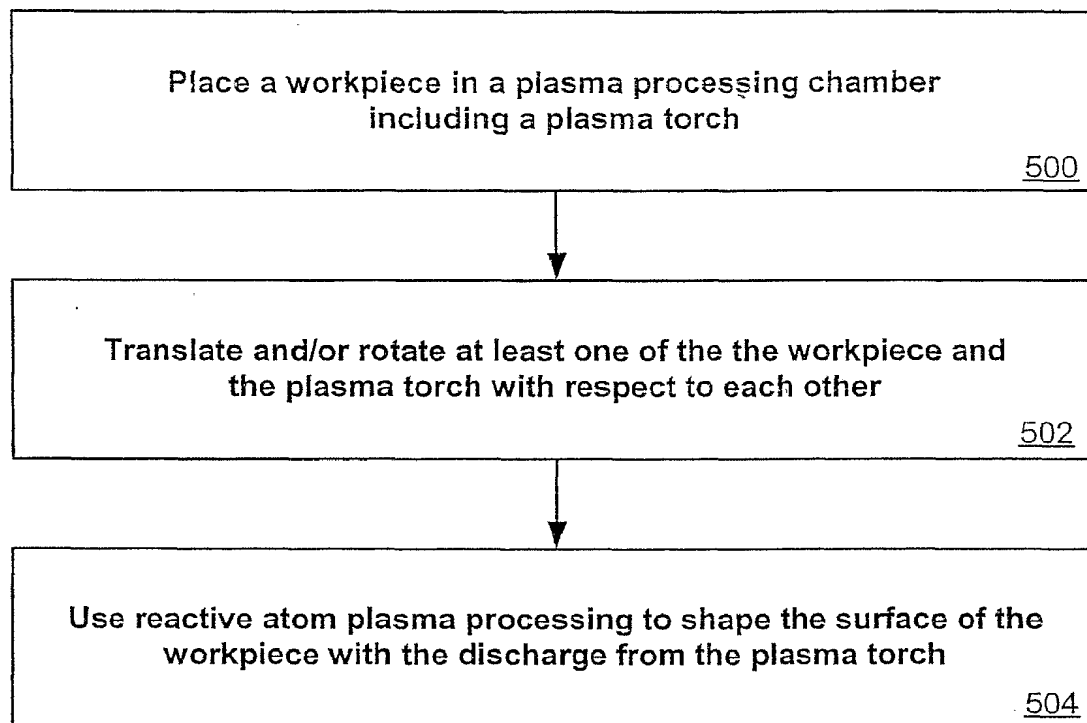 Place a workpiece in a plasma processing chamber
including a plasma torch
500
Translate and/or rotate at least one of the the workpiece and
the plasma torch with respect to each other
502
Use reactive atom plasma processing to shape the surface of the
workpiece with the discharge from the plasma torch
504